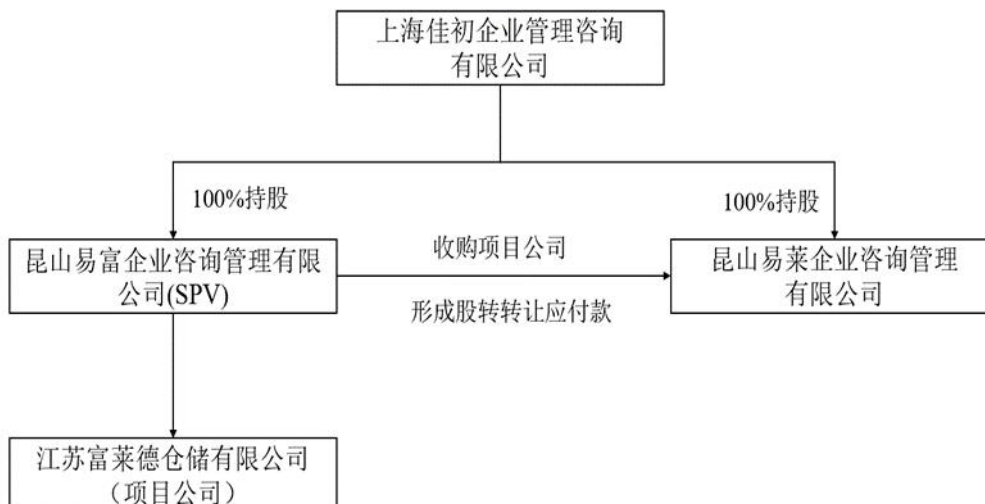 上海佳初企业管理咨询
有限公司
100%持股
100%持股
昆山易富企业咨询管理有限
公司(SPV)
收购项目公司
形成股转转让应付款
昆山易莱企业咨询管理
有限公司
江苏富莱德仓储有限公司
（项目公司）